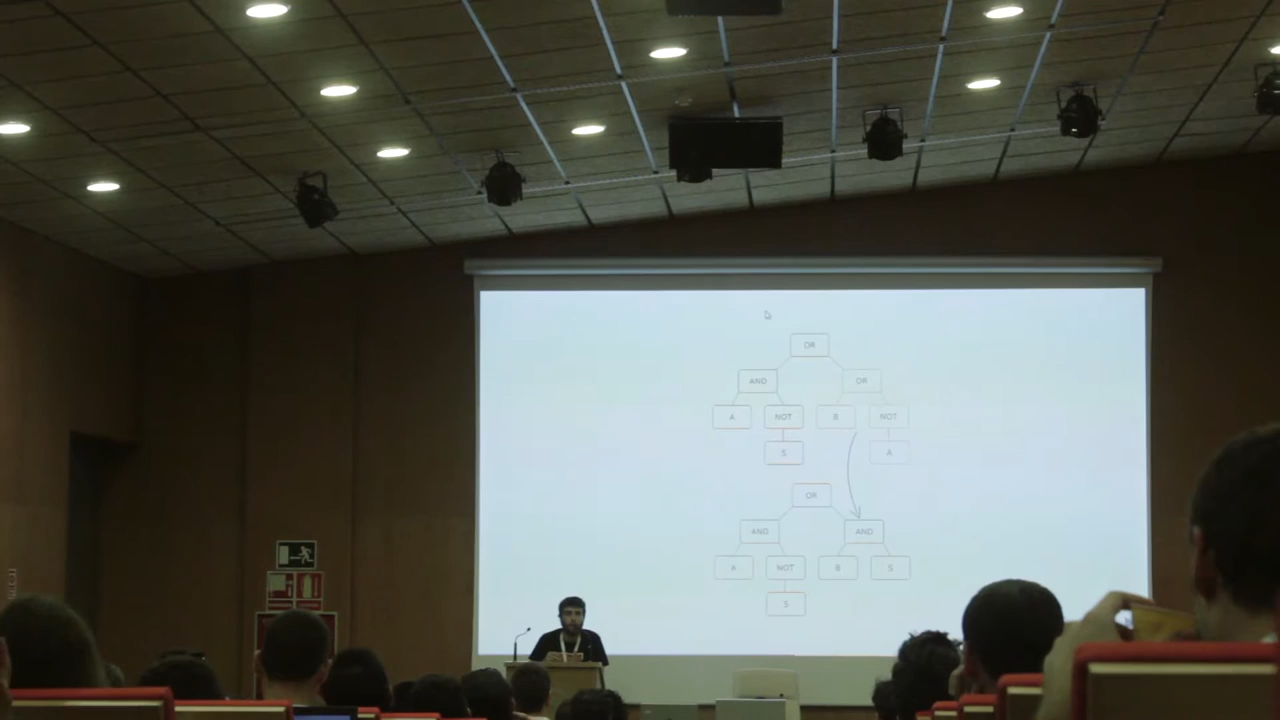 OR
AND OR
A NOT B NOT
S A
OR
AND AND
A NOT B S
S